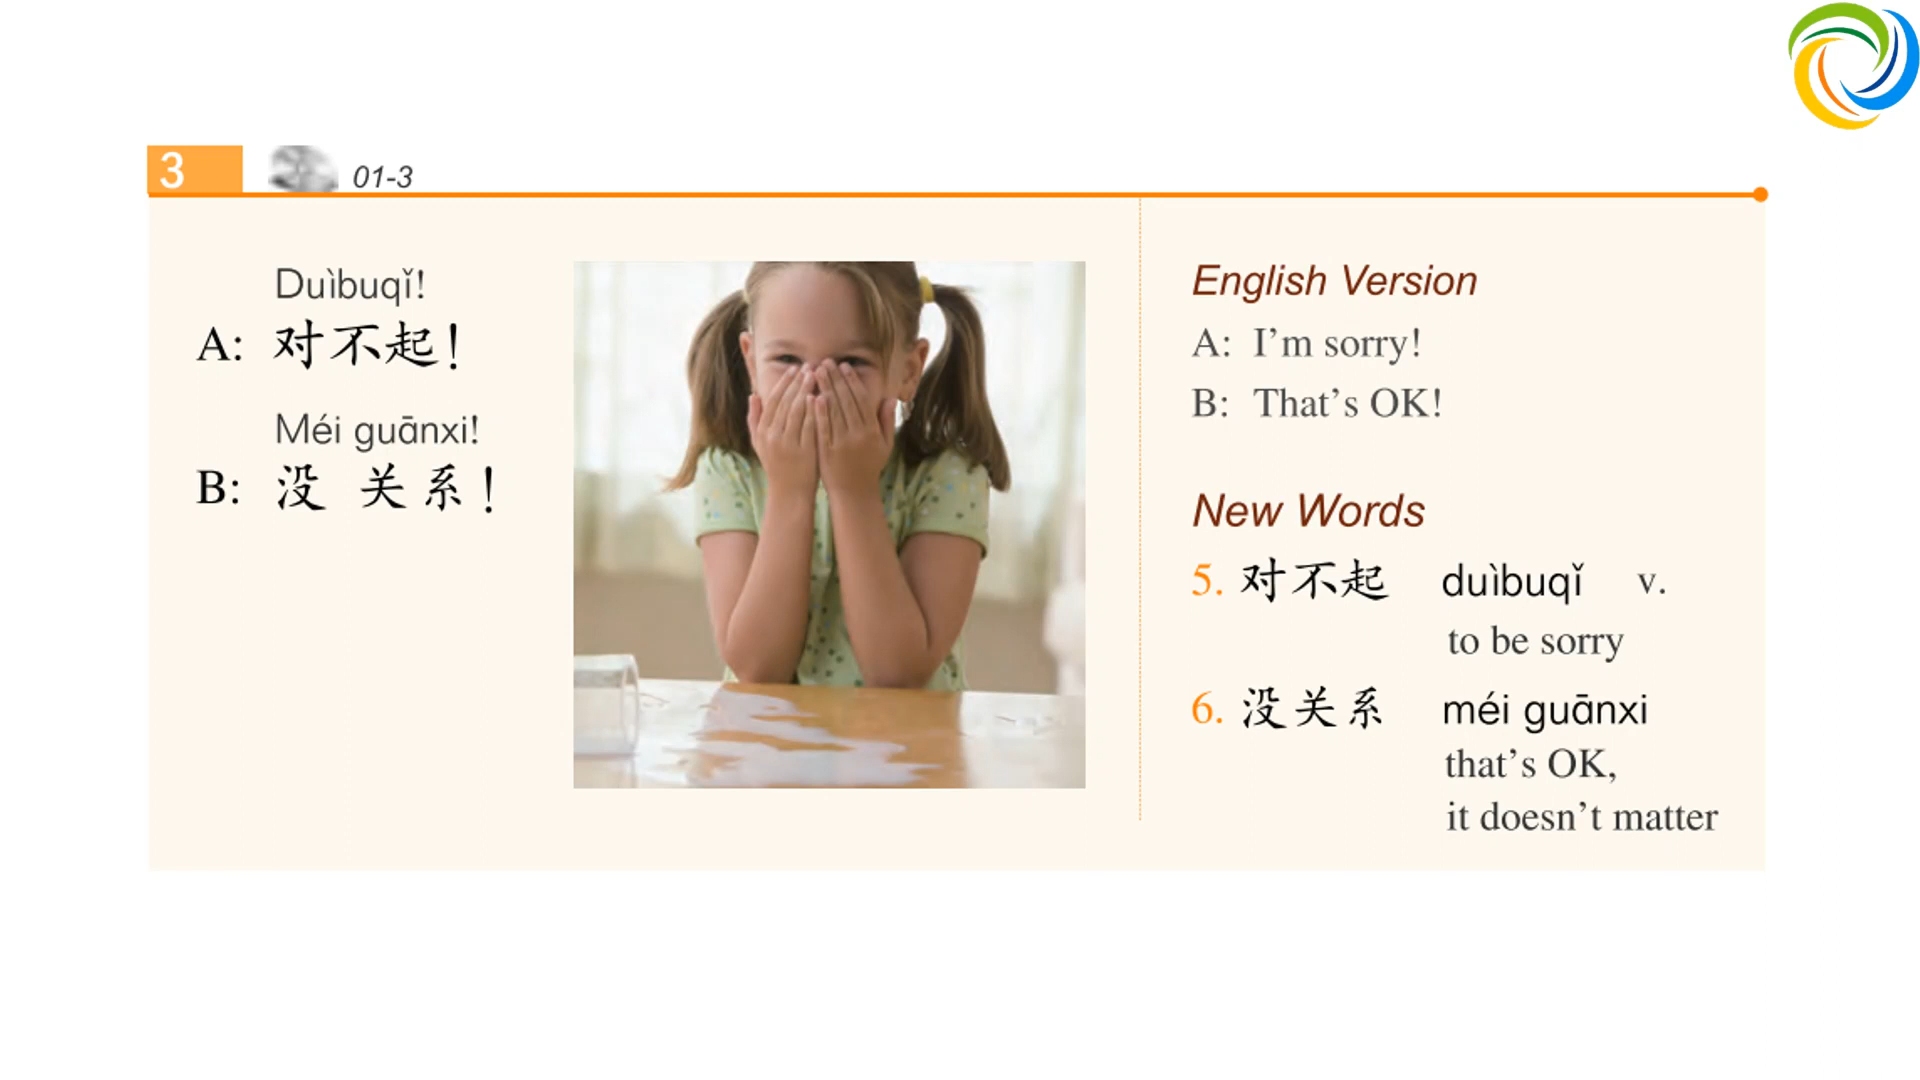 3
01-3
Duìbuqǐ!
A: 对不起!
Méi guānxi!
B: 没 关系!
English Version
A: I'm sorry!
B: That's OK!
New Words
5. 对不起 duìbuqǐ v.
to be sorry
6. 没关系 méi guānxi
that's OK,
it doesn't matter